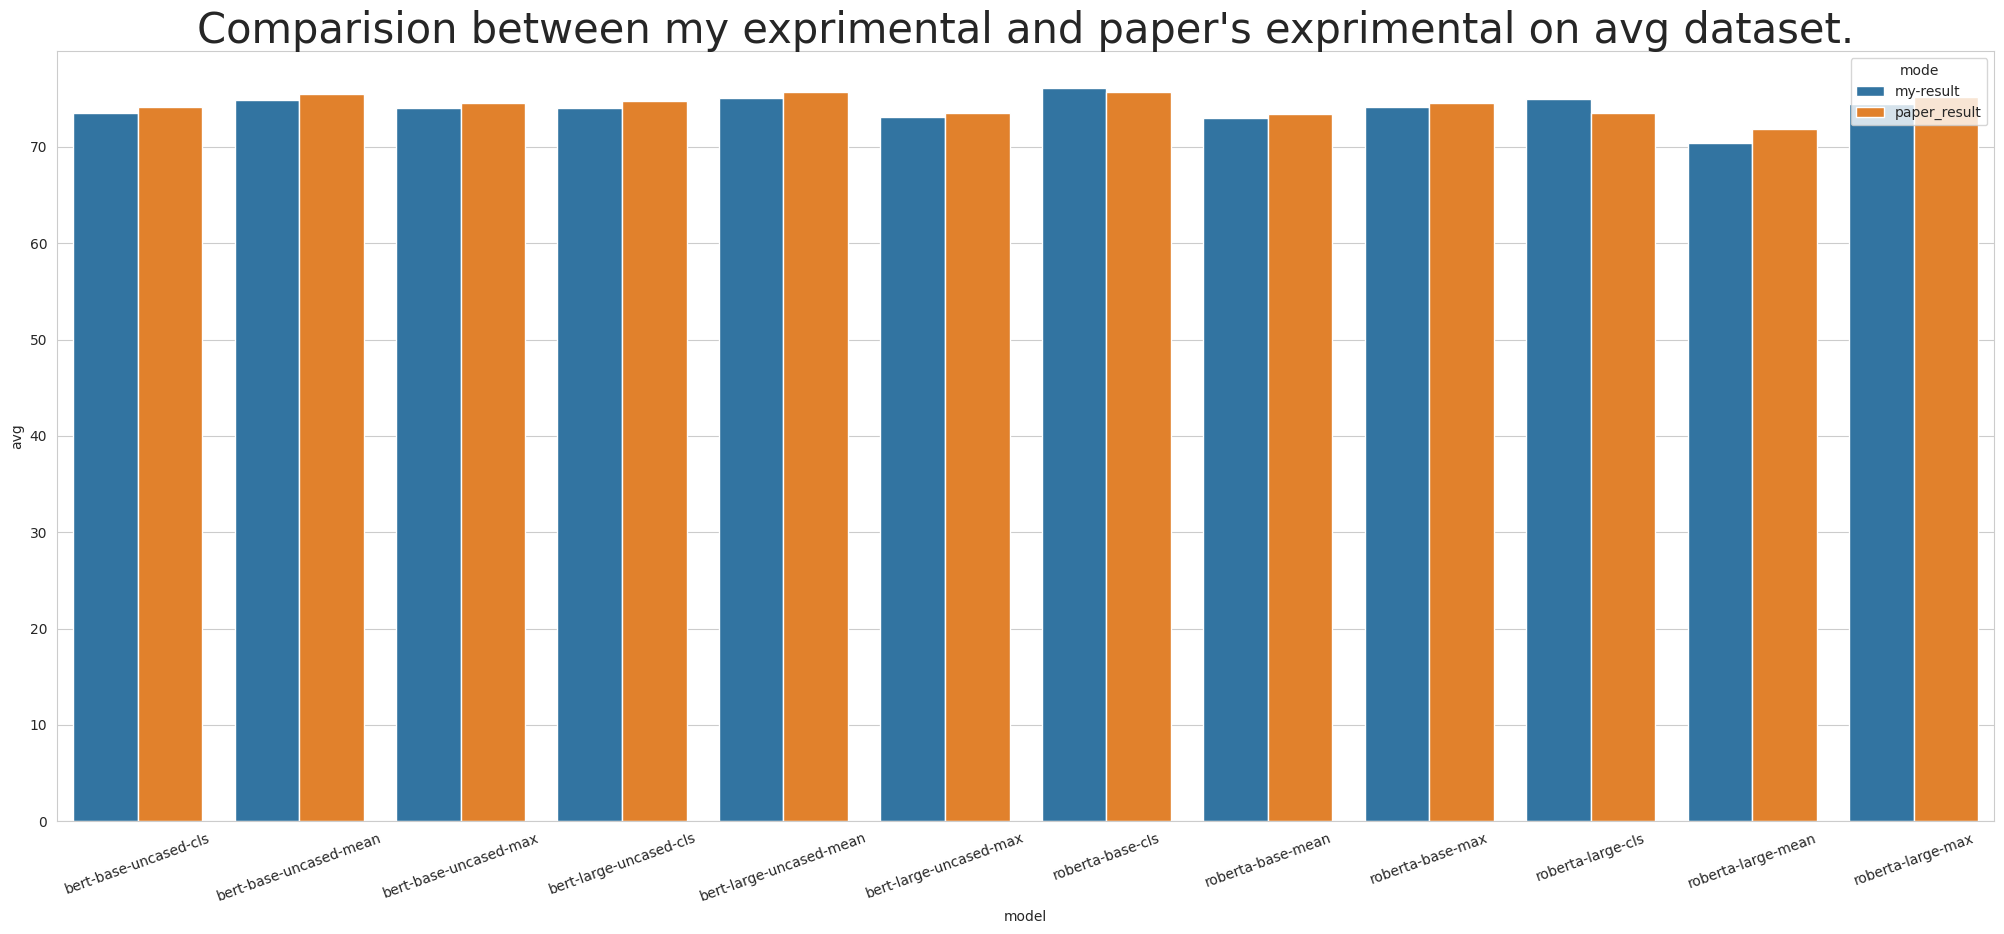 Comparision between my exprimental and paper's exprimental on avg dataset.
mode
my-result
paper_result
avg
70
60
50
40
30
20
10
0
bert-base-uncased-cls
bert-base-uncased-mean
bert-base-uncased-max
bert-large-uncased-cls
bert-large-uncased-mean
bert-large-uncased-max
roberta-base-cls
roberta-base-mean
roberta-base-max
roberta-large-cls
roberta-large-mean
roberta-large-max
model